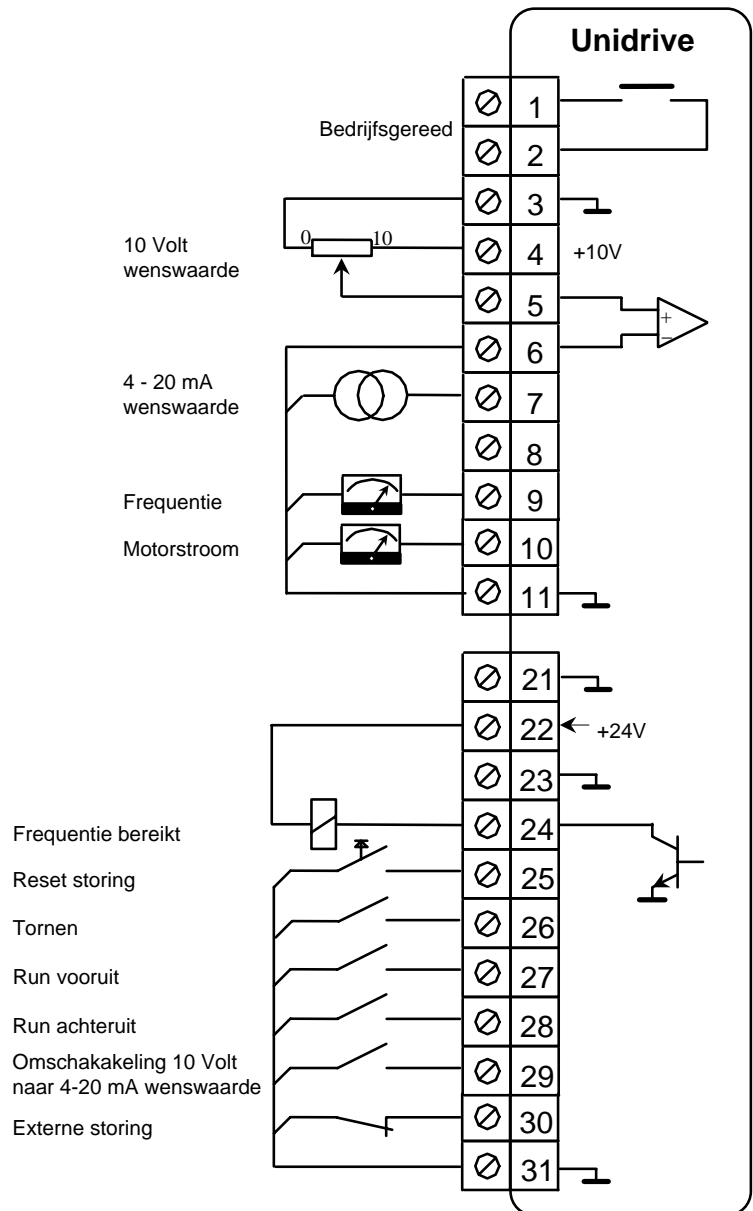 Unidrive
1
Bedrijfsgereed
2
3
0 10
10 Volt
wenswaarde
4 +10V
5
+
−
6
4 - 20 mA
wenswaarde
7
8
Frequentie
9
Motorstroom
10
11
21
22 +24V
23
Frequentie bereikt
24
Reset storing
25
Tornen
26
Run vooruit
27
Run achteruit
28
Omschakakeling 10 Volt
naar 4-20 mA wenswaarde
29
Externe storing
30
31